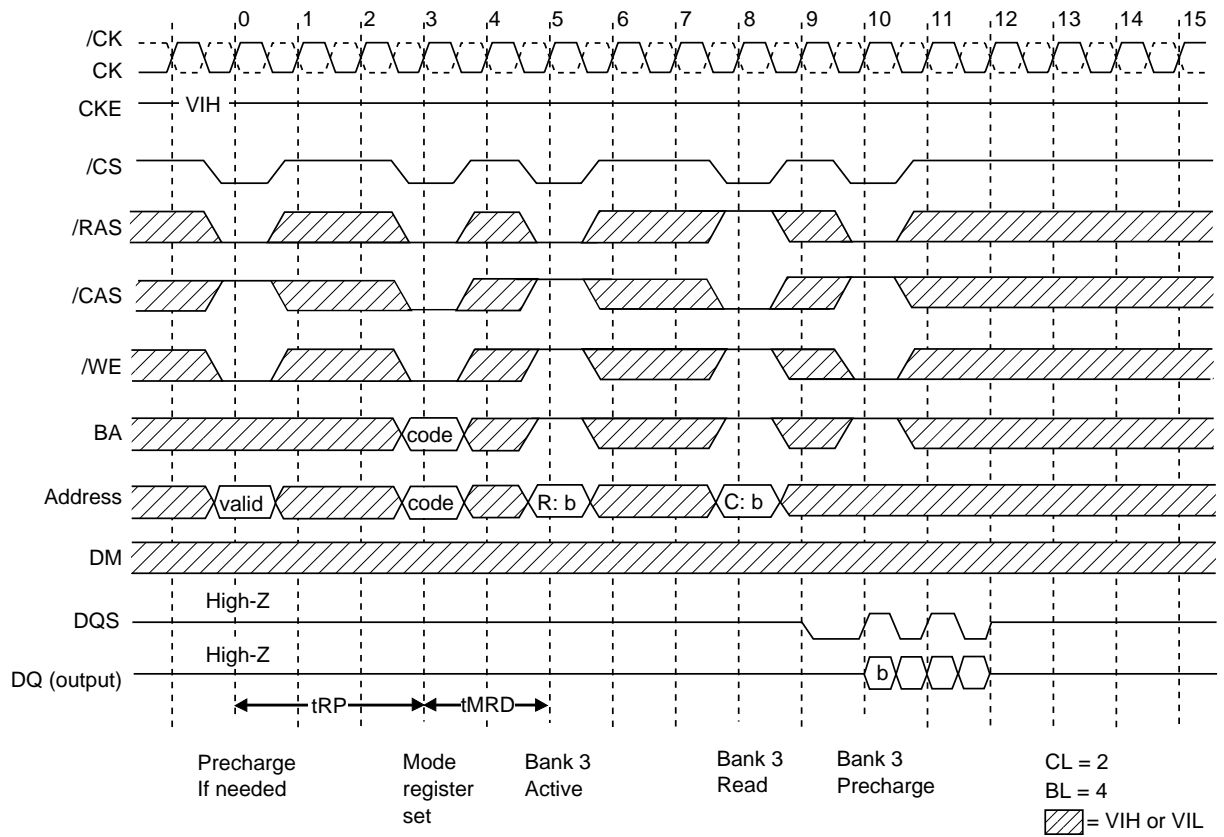 0 1 2 3 4 5 6 7 8 9 10 11 12 13 14 15
/CK
CK
CKE VIH
/CS
/RAS
/CAS
/WE
BA code
Address valid code R: b C: b
DM
High-Z
DQS
High-Z
DQ (output) b
tRP tMRD
Precharge If needed
Mode register set
Bank 3 Active
Bank 3 Read
Bank 3 Precharge
CL = 2
BL = 4
= VIH or VIL